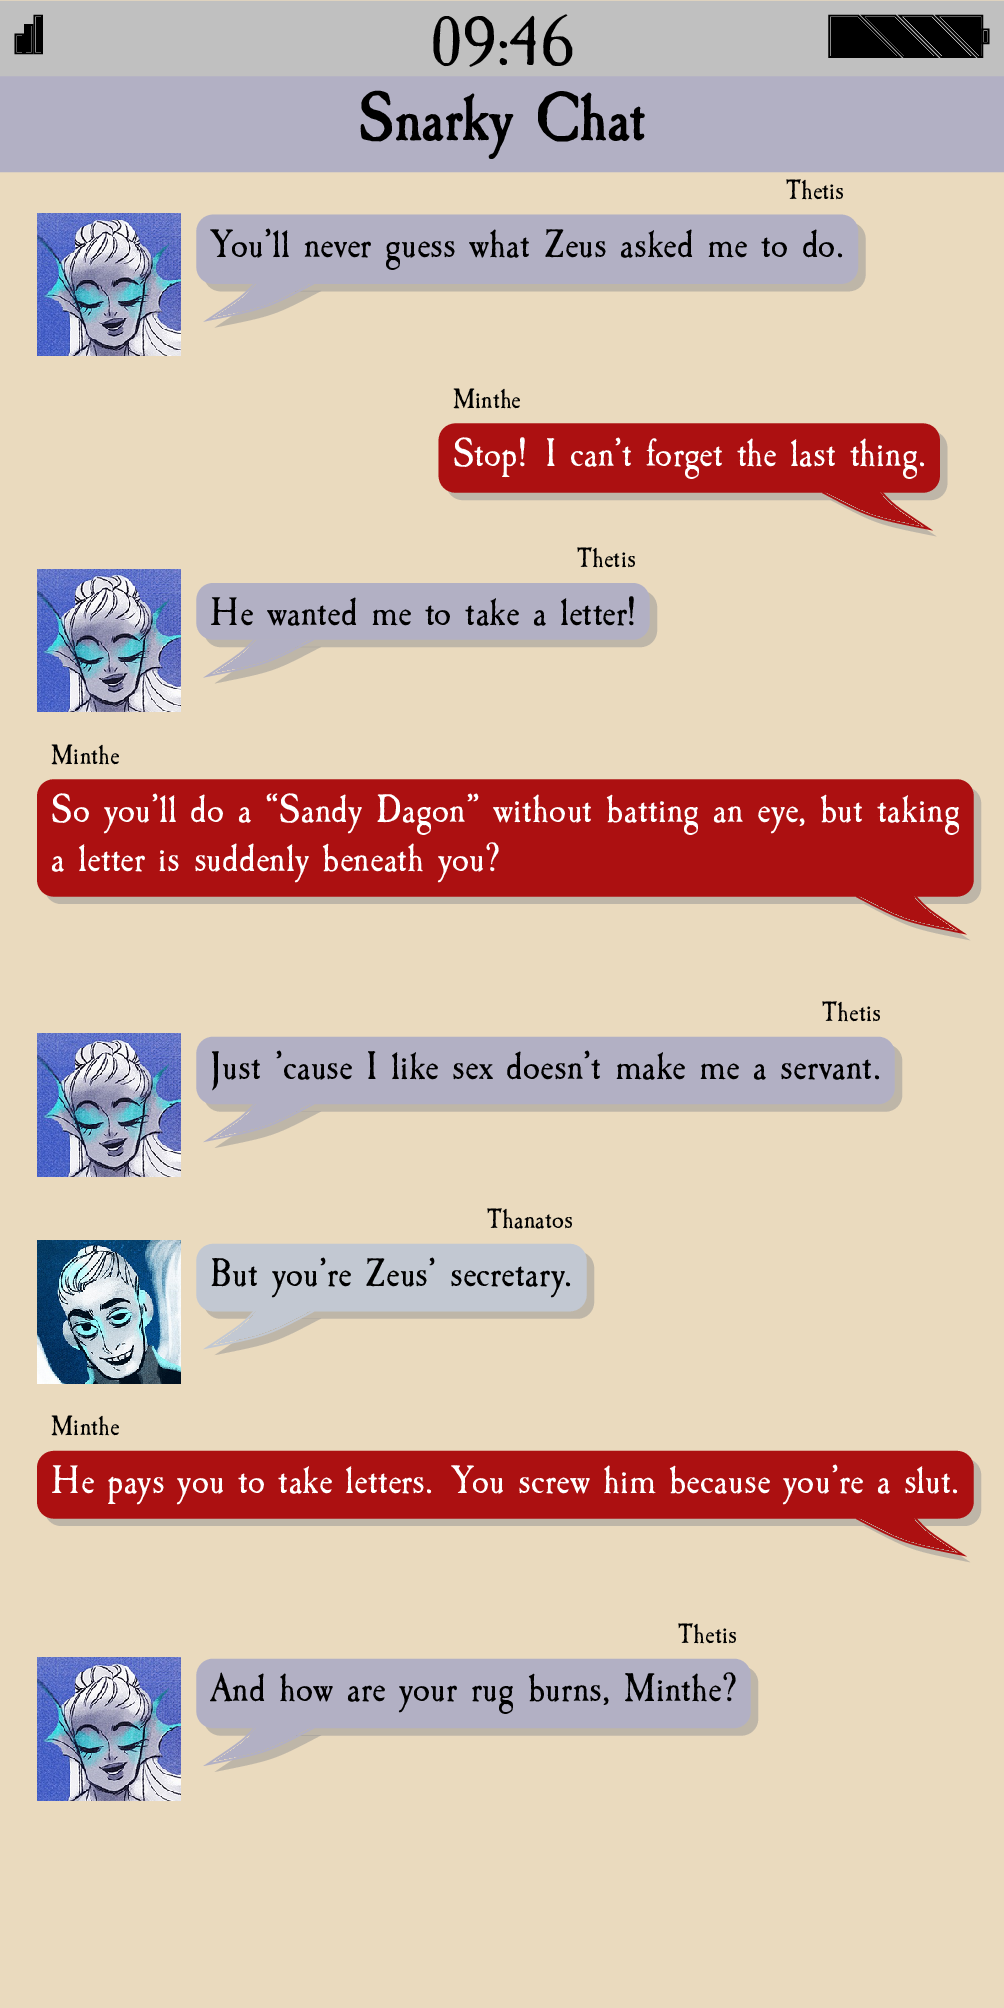 09:46
Snarky Chat
Thetis
You'll never guess what Zeus asked me to do.
Minthe
Stop! I can't forget the last thing.
Thetis
He wanted me to take a letter!
Minthe
So you'll do a “Sandy Dagon” without batting an eye, but taking
a letter is suddenly beneath you?
Thetis
Just 'cause I like sex doesn't make me a servant.
Thanatos
But you're Zeus' secretary.
Minthe
He pays you to take letters. You screw him because you're a slut.
Thetis
And how are your rug burns, Minthe?